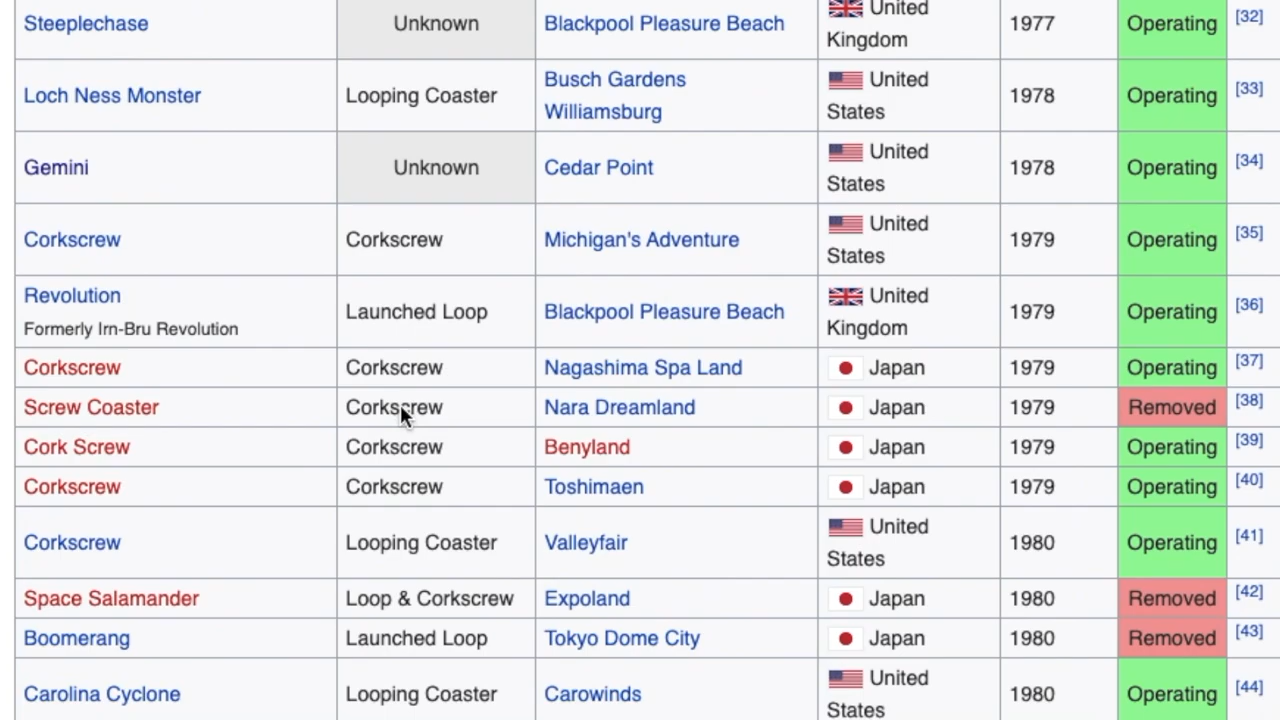 Steeplechase Unknown Blackpool Pleasure Beach United Kingdom 1977 Operating [32]
Loch Ness Monster Looping Coaster Busch Gardens Williamsburg United States 1978 Operating [33]
Gemini Unknown Cedar Point United States 1978 Operating [34]
Corkscrew Corkscrew Michigan's Adventure United States 1979 Operating [35]
Revolution Formerly Irn-Bru Revolution Launched Loop Blackpool Pleasure Beach United Kingdom 1979 Operating [36]
Corkscrew Corkscrew Nagashima Spa Land Japan 1979 Operating [37]
Screw Coaster Corkscrew Nara Dreamland Japan 1979 Removed [38]
Cork Screw Corkscrew Benyland Japan 1979 Operating [39]
Corkscrew Corkscrew Toshimaen Japan 1979 Operating [40]
Corkscrew Looping Coaster Valleyfair United States 1980 Operating [41]
Space Salamander Loop & Corkscrew Expoland Japan 1980 Removed [42]
Boomerang Launched Loop Tokyo Dome City Japan 1980 Removed [43]
Carolina Cyclone Looping Coaster Carowinds United States 1980 Operating [44]